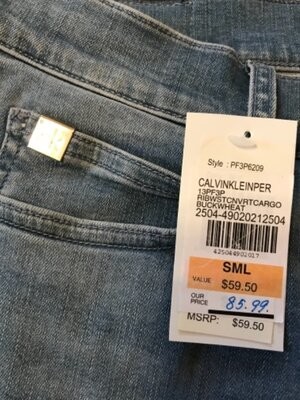 Style : PF3P6209
CALVINKLEINPER
13PF3P
RIBWSTCNVRTCARGO
BUCKWHEAT
2504-49020212504
425044902017
SML
VALUE $59.50
OUR PRICE 85.99.
MSRP: $59.50